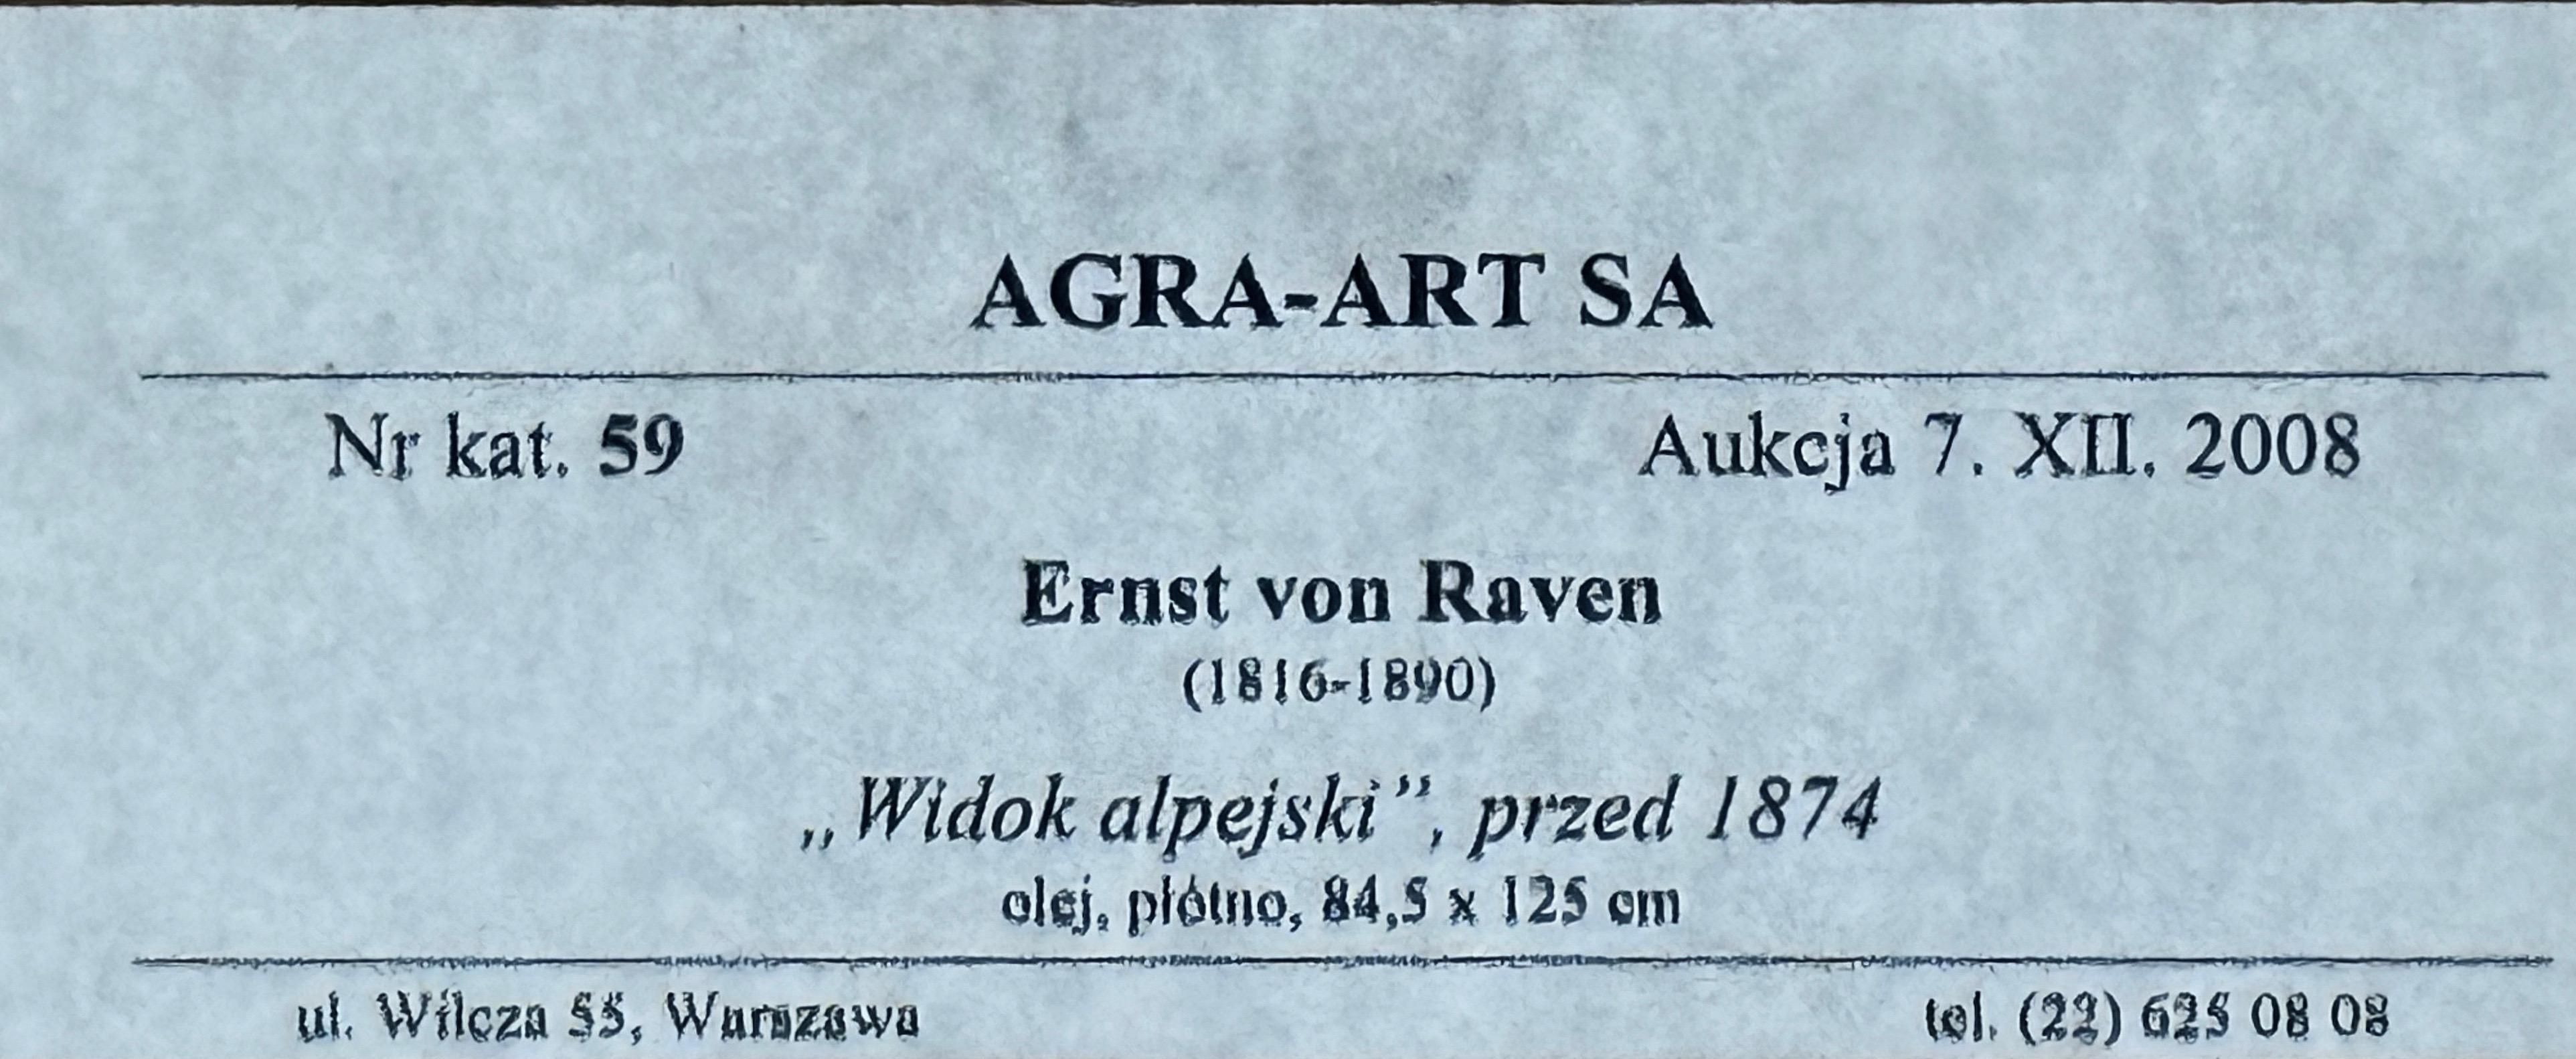 AGRA-ART SA
Nr kat. 59 Aukcja 7. XII. 2008
Ernst von Raven
(1816-1890)
„Widok alpejski”, przed 1874
olej, płótno, 84,5 x 125 cm
ul. Wilcza 55, Warszawa tel. (22) 625 08 08